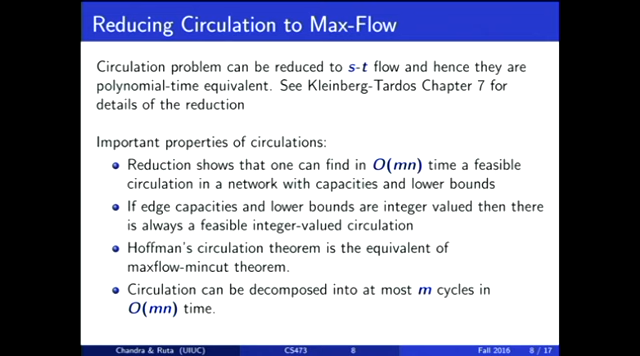 Reducing Circulation to Max-Flow
Circulation problem can be reduced to s-t flow and hence they are
polynomial-time equivalent. See Kleinberg-Tardos Chapter 7 for
details of the reduction
Important properties of circulations:
Reduction shows that one can find in O(mn) time a feasible
circulation in a network with capacities and lower bounds
If edge capacities and lower bounds are integer valued then there
is always a feasible integer-valued circulation
Hoffman's circulation theorem is the equivalent of
maxflow-mincut theorem.
Circulation can be decomposed into at most m cycles in
O(mn) time.
Chandra & Ruta (UIUC) CS473 8 Fall 2016 8 / 17